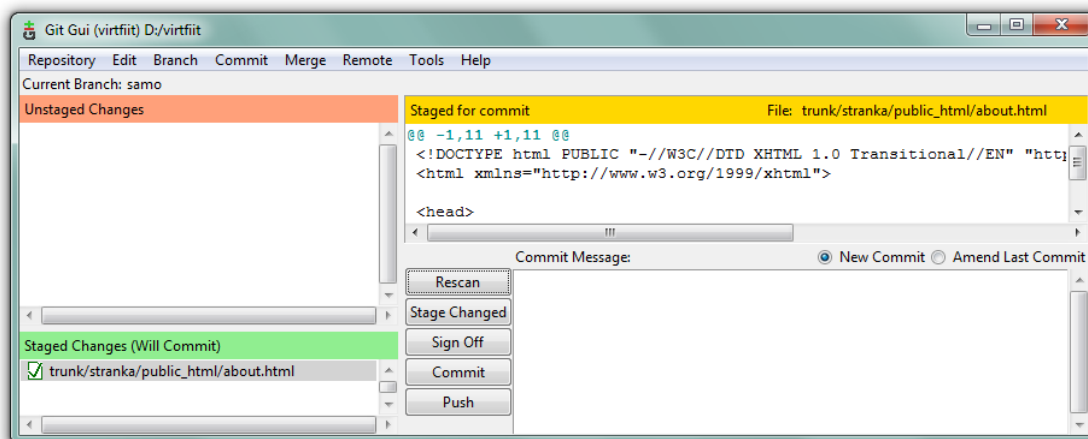 Git Gui (virtfiit) D:/virtfiit
Repository Edit Branch Commit Merge Remote Tools Help
Current Branch: samo
Unstaged Changes
Staged Changes (Will Commit)
trunk/stranka/public_html/about.html
Staged for commit File: trunk/stranka/public_html/about.html
@@ -1,11 +1,11 @@
<!DOCTYPE html PUBLIC "-//W3C//DTD XHTML 1.0 Transitional//EN" "http
<html xmlns="http://www.w3.org/1999/xhtml">
<head>
Commit Message: New Commit Amend Last Commit
Rescan
Stage Changed
Sign Off
Commit
Push